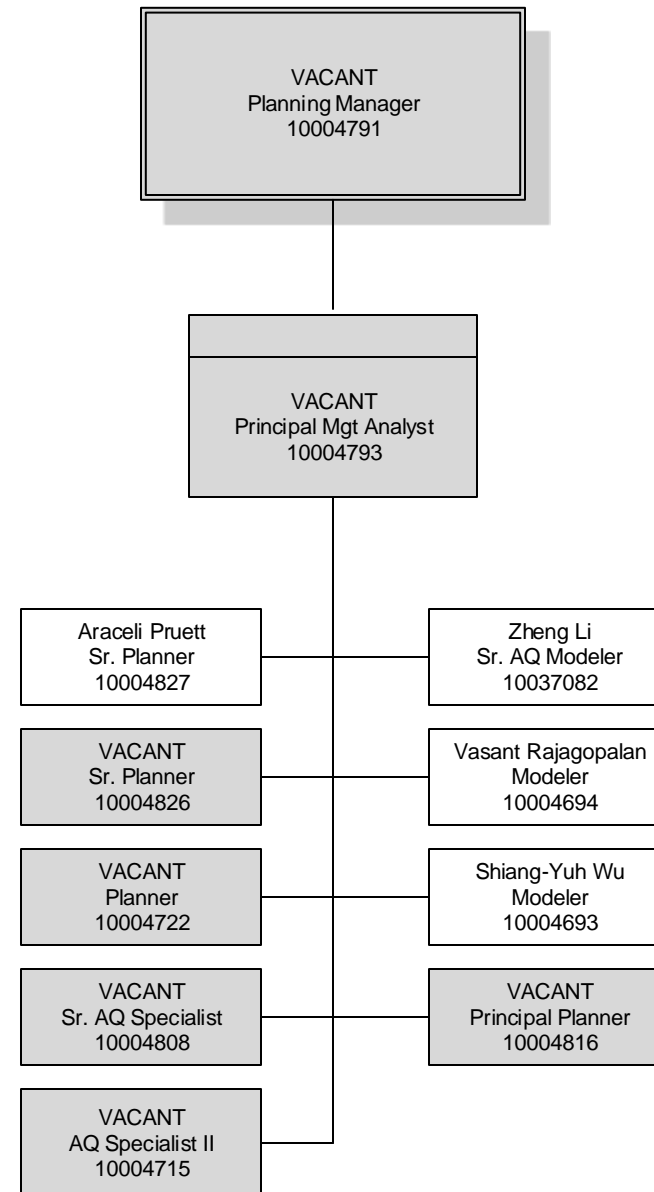 VACANT
Planning Manager
10004791
VACANT
Principal Mgt Analyst
10004793
Araceli Pruett
Sr. Planner
10004827
Zheng Li
Sr. AQ Modeler
10037082
VACANT
Sr. Planner
10004826
Vasant Rajagopalan
Modeler
10004694
VACANT
Planner
10004722
Shiang-Yuh Wu
Modeler
10004693
VACANT
Sr. AQ Specialist
10004808
VACANT
Principal Planner
10004816
VACANT
AQ Specialist II
10004715